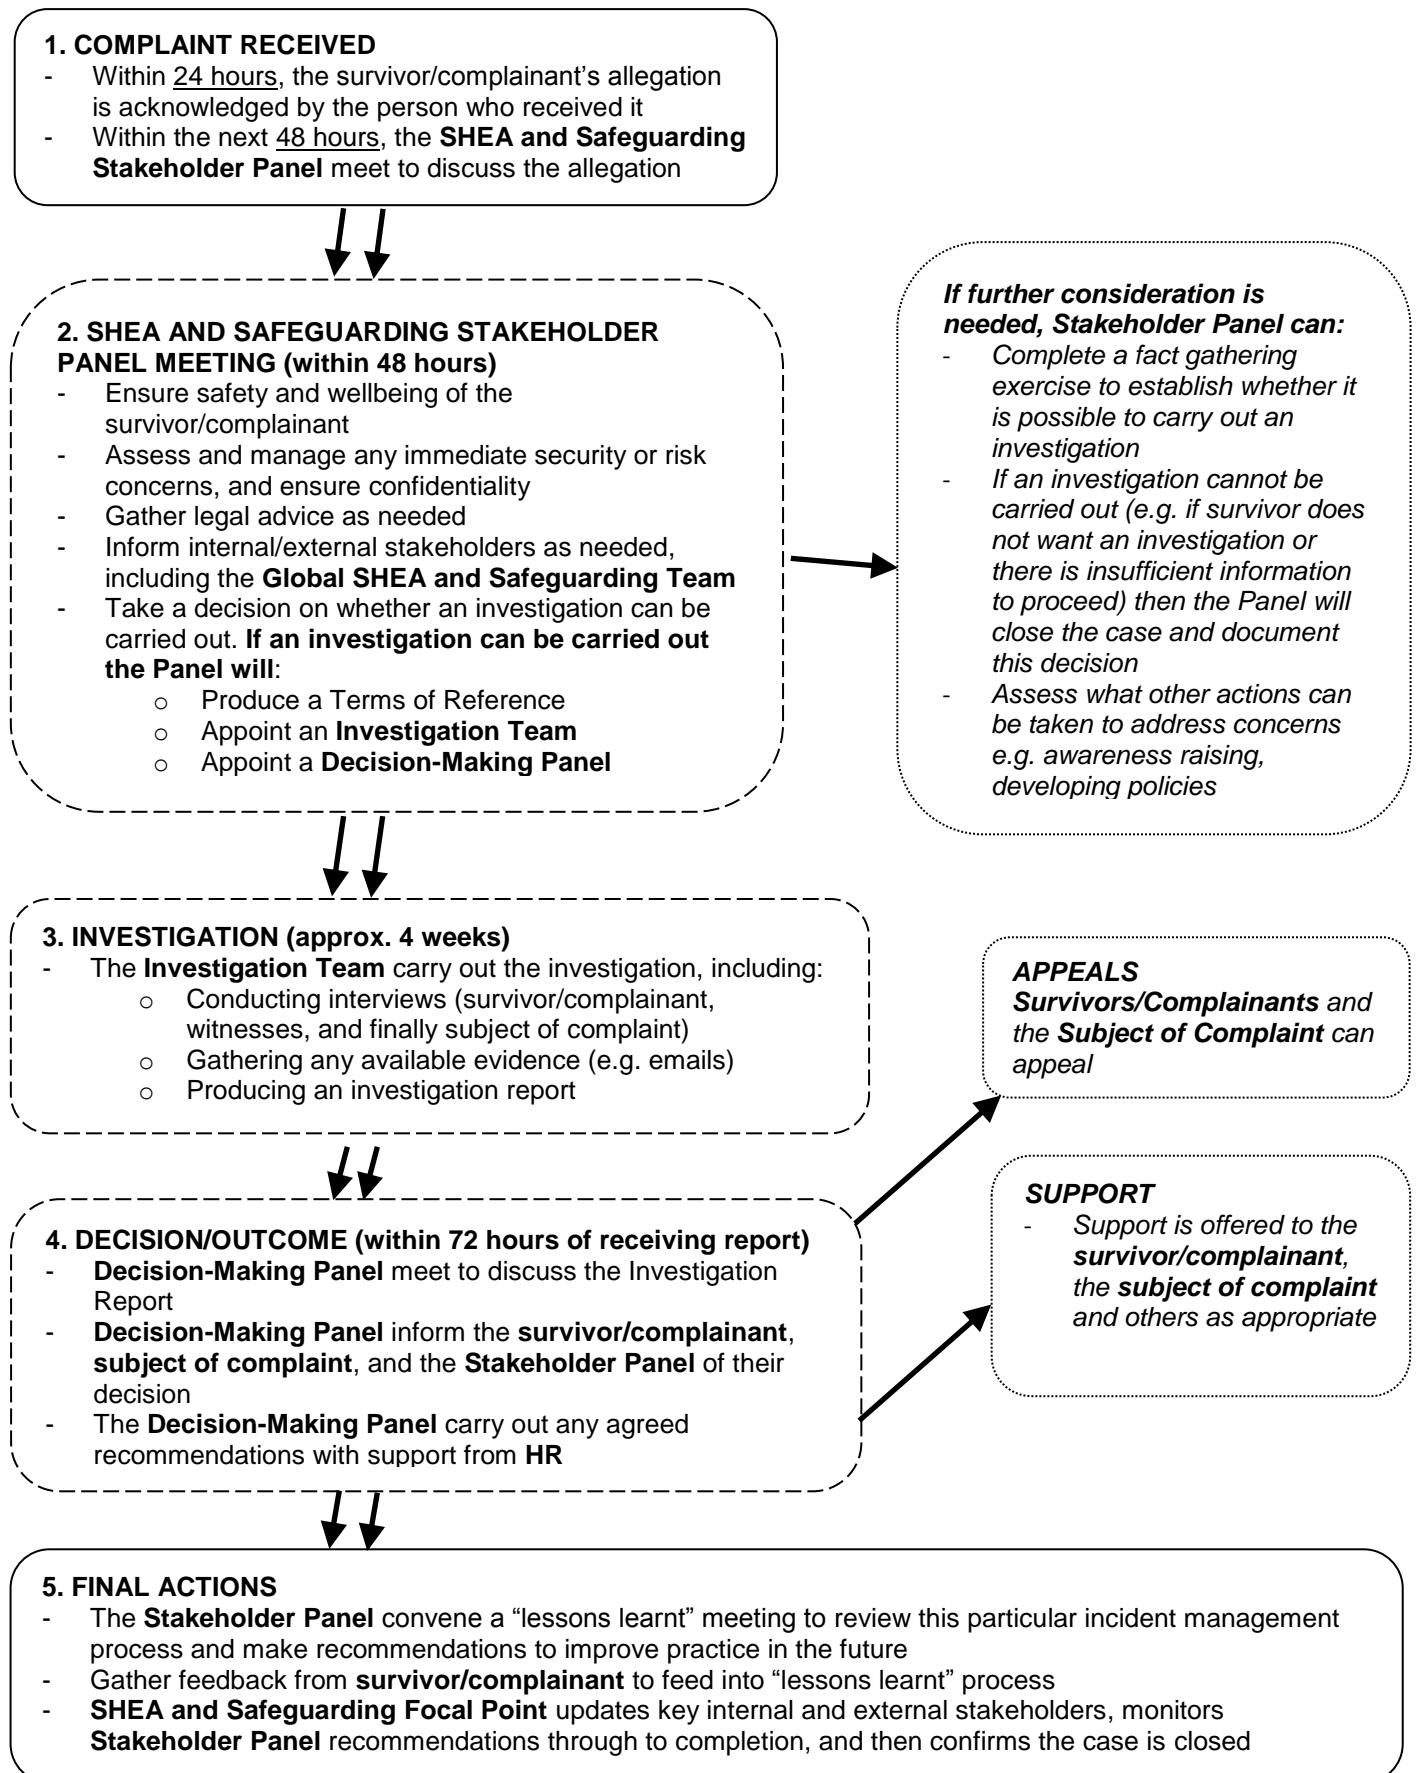 1. COMPLAINT RECEIVED
- Within 24 hours, the survivor/complainant’s allegation
is acknowledged by the person who received it
- Within the next 48 hours, the SHEA and Safeguarding
Stakeholder Panel meet to discuss the allegation
2. SHEA AND SAFEGUARDING STAKEHOLDER
PANEL MEETING (within 48 hours)
- Ensure safety and wellbeing of the
survivor/complainant
- Assess and manage any immediate security or risk
concerns, and ensure confidentiality
- Gather legal advice as needed
- Inform internal/external stakeholders as needed,
including the Global SHEA and Safeguarding Team
- Take a decision on whether an investigation can be
carried out. If an investigation can be carried out
the Panel will:
o Produce a Terms of Reference
o Appoint an Investigation Team
o Appoint a Decision-Making Panel
If further consideration is
needed, Stakeholder Panel can:
- Complete a fact gathering
exercise to establish whether it
is possible to carry out an
investigation
- If an investigation cannot be
carried out (e.g. if survivor does
not want an investigation or
there is insufficient information
to proceed) then the Panel will
close the case and document
this decision
- Assess what other actions can
be taken to address concerns
e.g. awareness raising,
developing policies
3. INVESTIGATION (approx. 4 weeks)
- The Investigation Team carry out the investigation, including:
o Conducting interviews (survivor/complainant,
witnesses, and finally subject of complaint)
o Gathering any available evidence (e.g. emails)
o Producing an investigation report
APPEALS
Survivors/Complainants and
the Subject of Complaint can
appeal
SUPPORT
- Support is offered to the
survivor/complainant,
the subject of complaint
and others as appropriate
4. DECISION/OUTCOME (within 72 hours of receiving report)
- Decision-Making Panel meet to discuss the Investigation
Report
- Decision-Making Panel inform the survivor/complainant,
subject of complaint, and the Stakeholder Panel of their
decision
- The Decision-Making Panel carry out any agreed
recommendations with support from HR
5. FINAL ACTIONS
- The Stakeholder Panel convene a “lessons learnt” meeting to review this particular incident management
process and make recommendations to improve practice in the future
- Gather feedback from survivor/complainant to feed into “lessons learnt” process
- SHEA and Safeguarding Focal Point updates key internal and external stakeholders, monitors
Stakeholder Panel recommendations through to completion, and then confirms the case is closed